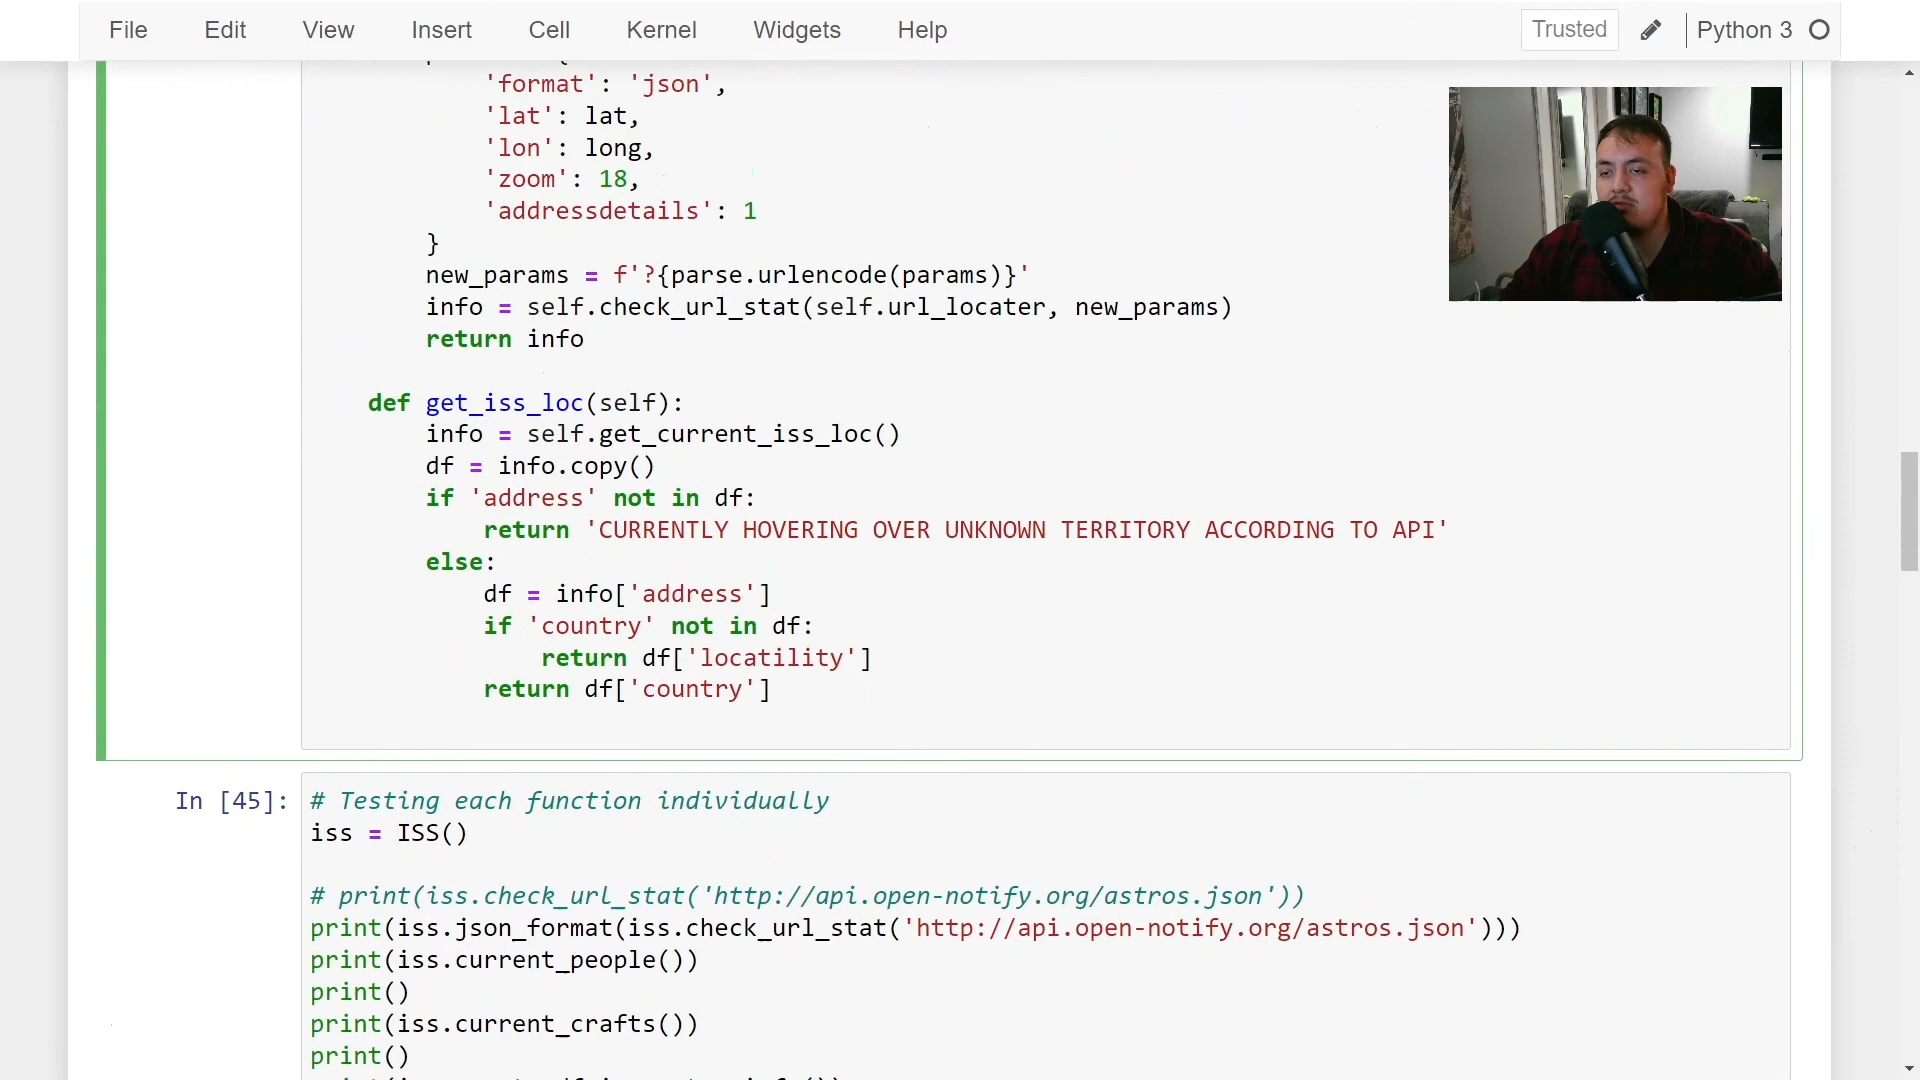 File Edit View Insert Cell Kernel Widgets Help Trusted Python 3
'format': 'json',
'lat': lat,
'lon': long,
'zoom': 18,
'addressdetails': 1
}
new_params = f'?{parse.urlencode(params)}'
info = self.check_url_stat(self.url_locater, new_params)
return info
def get_iss_loc(self):
info = self.get_current_iss_loc()
df = info.copy()
if 'address' not in df:
return 'CURRENTLY HOVERING OVER UNKNOWN TERRITORY ACCORDING TO API'
else:
df = info['address']
if 'country' not in df:
return df['locatility']
return df['country']
In [45]: # Testing each function individually
iss = ISS()
# print(iss.check_url_stat('http://api.open-notify.org/astros.json'))
print(iss.json_format(iss.check_url_stat('http://api.open-notify.org/astros.json')))
print(iss.current_people())
print()
print(iss.current_crafts())
print()